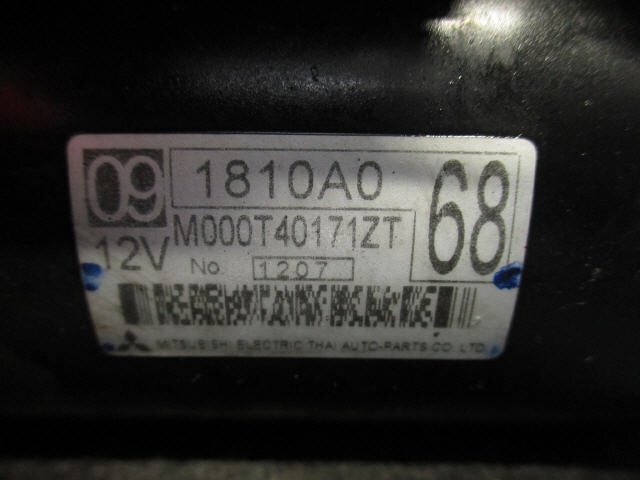 09 1810A0 68
M000T40171ZT
12V No. 1207
MITSUBISHI ELECTRIC THAI AUTO-PARTS CO. LTD.